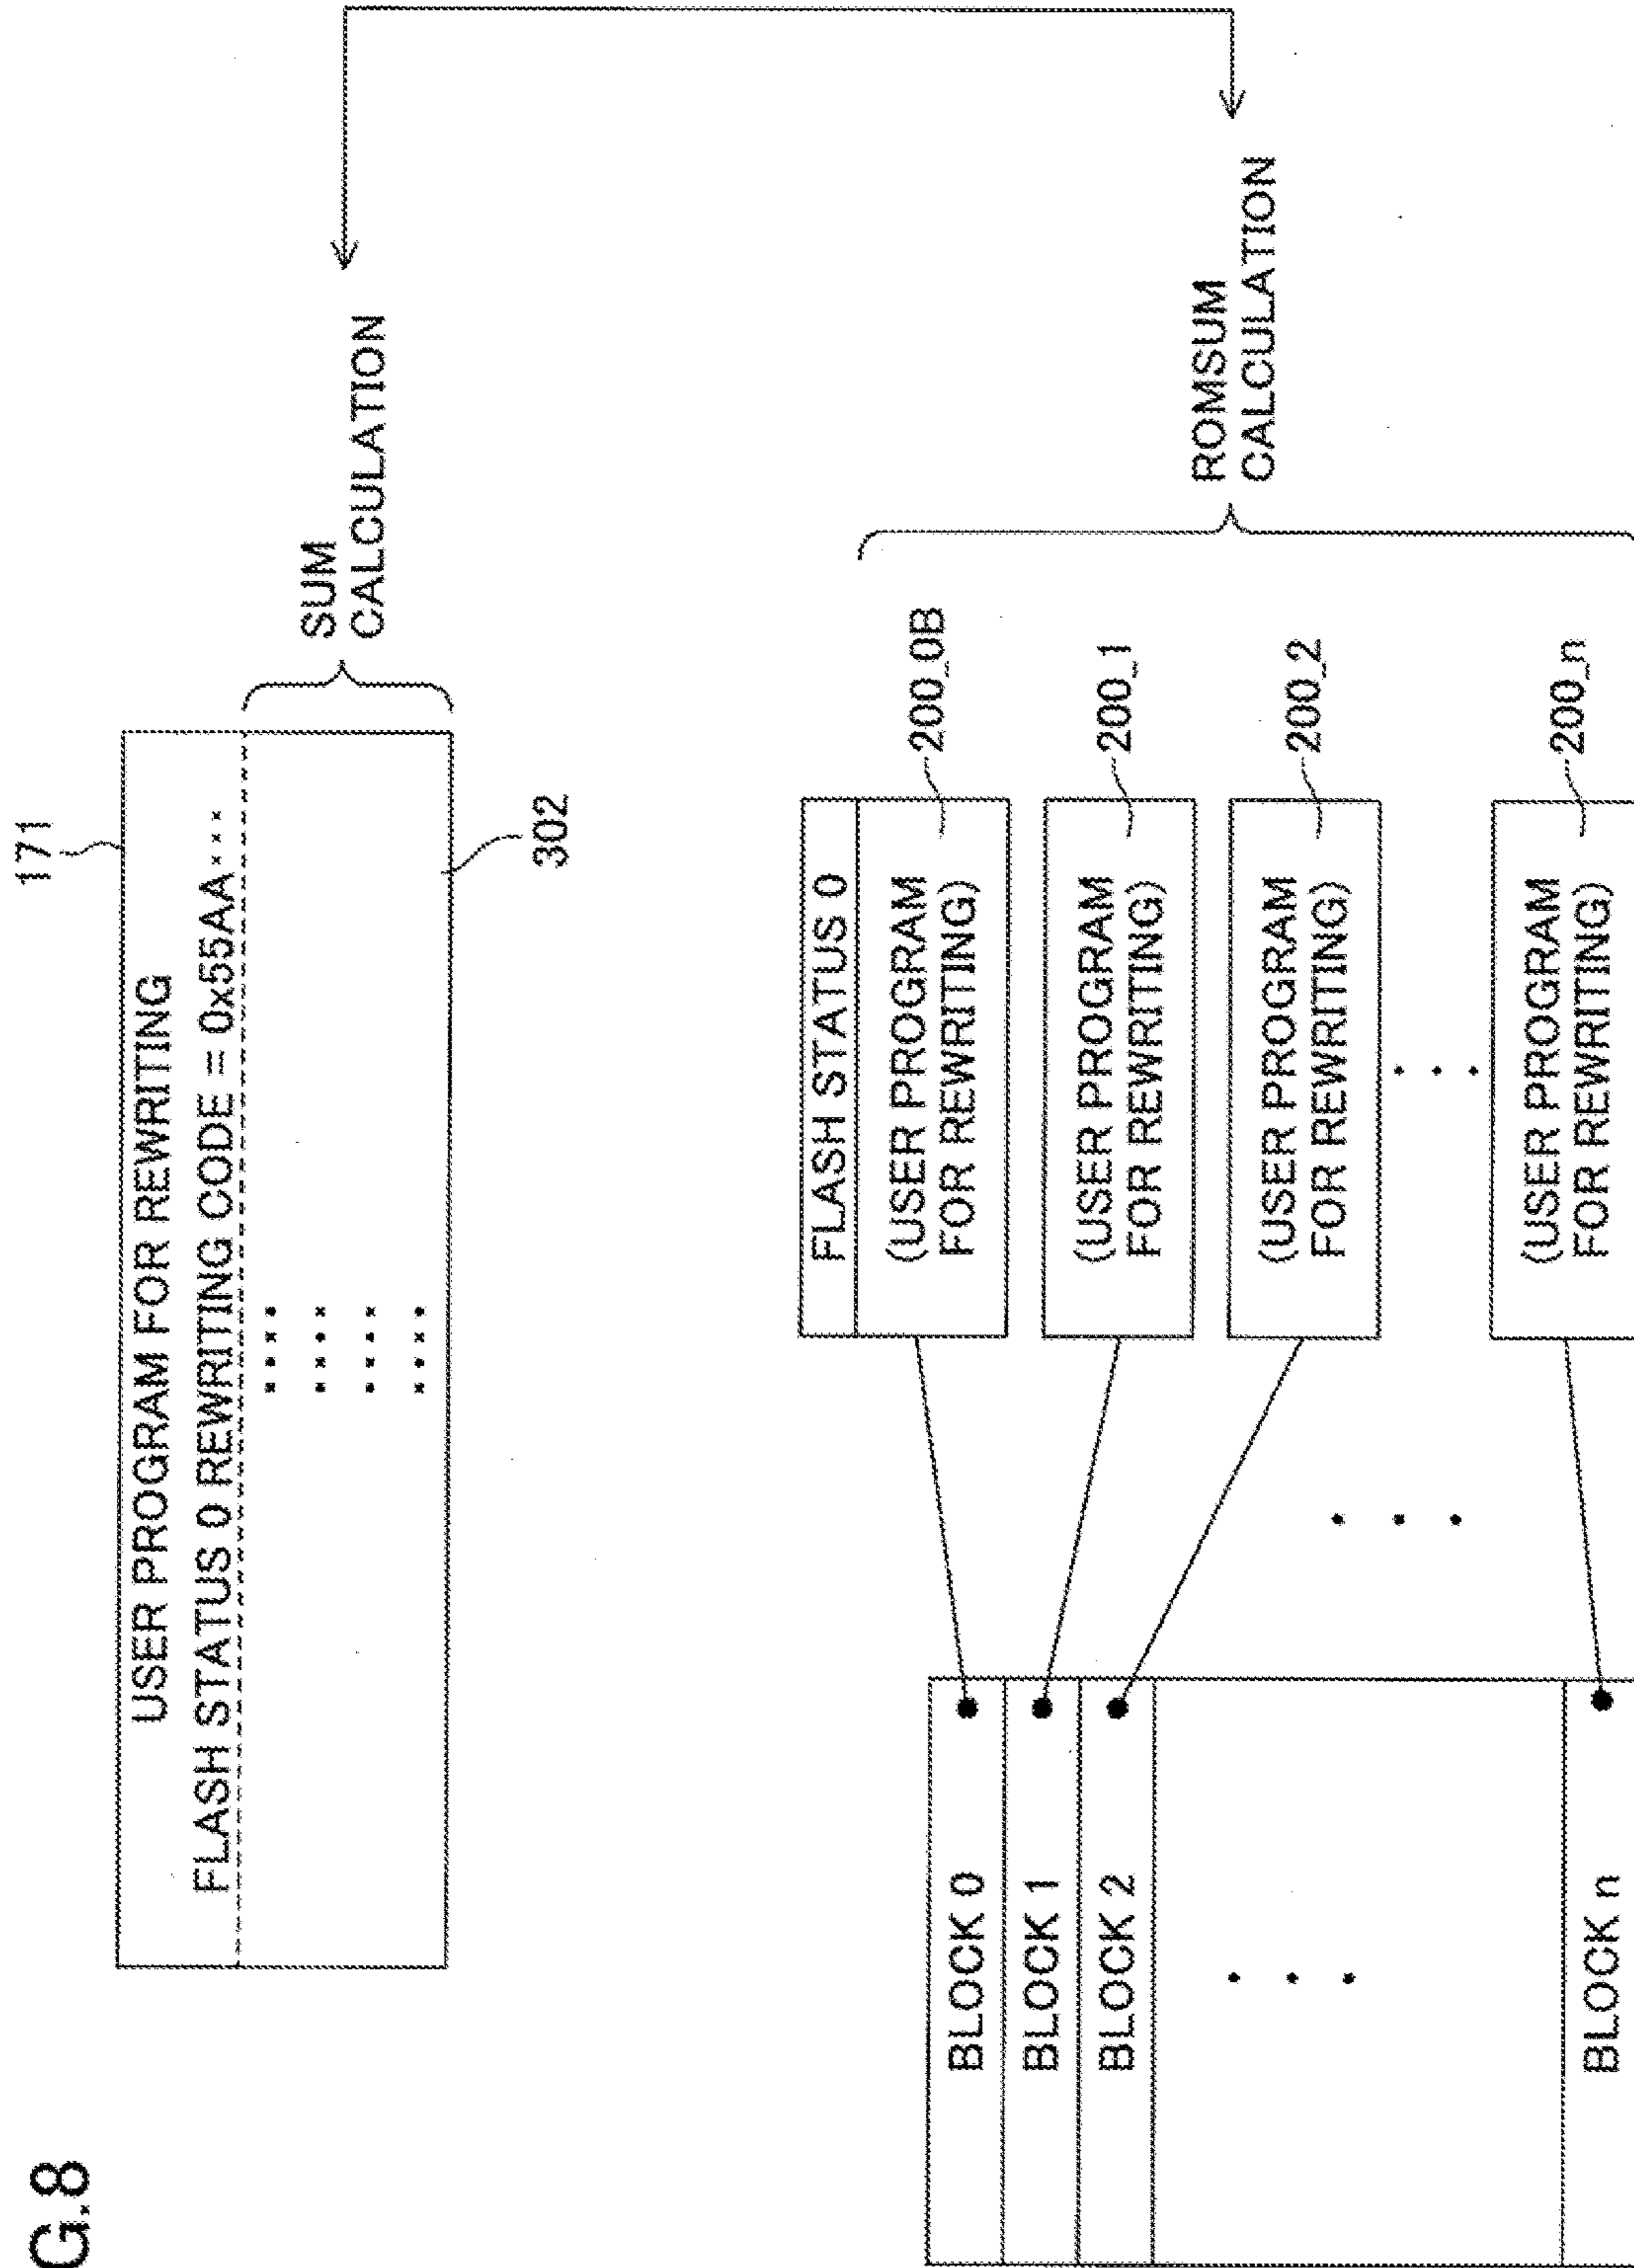 G.8
171
USER PROGRAM FOR REWRITING
FLASH STATUS 0 REWRITING CODE = 0x55AA...
302
SUM
CALCULATION
BLOCK 0
BLOCK 1
BLOCK 2
BLOCK n
FLASH STATUS 0
(USER PROGRAM
FOR REWRITING)
200_0B
(USER PROGRAM
FOR REWRITING)
200_1
(USER PROGRAM
FOR REWRITING)
200_2
(USER PROGRAM
FOR REWRITING)
200_n
ROMSUM
CALCULATION